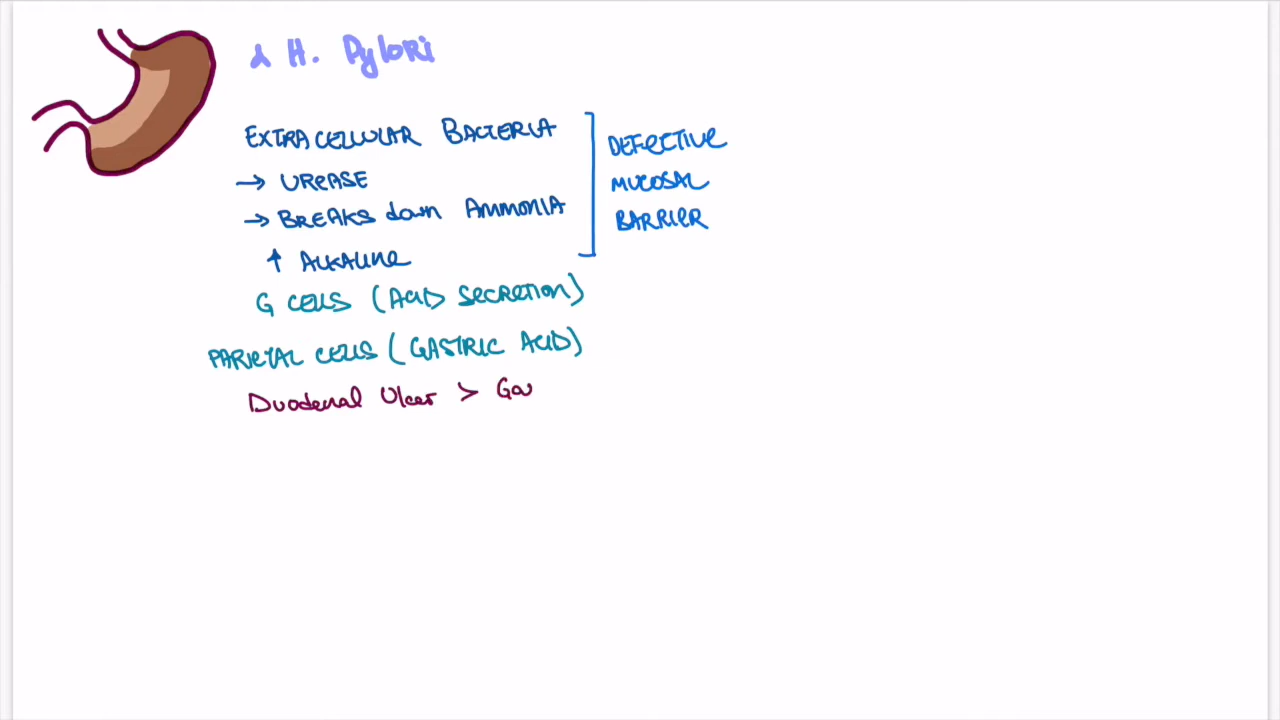 & H. Pylori
EXTRACELLULAR BACTERIA
→ UREASE
→ BREAKS down AMMONIA
↑ ALKALINE
DEFECTIVE
MUCOSAL
BARRIER
G CELLS (ACID SECRETION)
PARIETAL CELLS (GASTRIC ACID)
Duodenal Ulcer > Ga